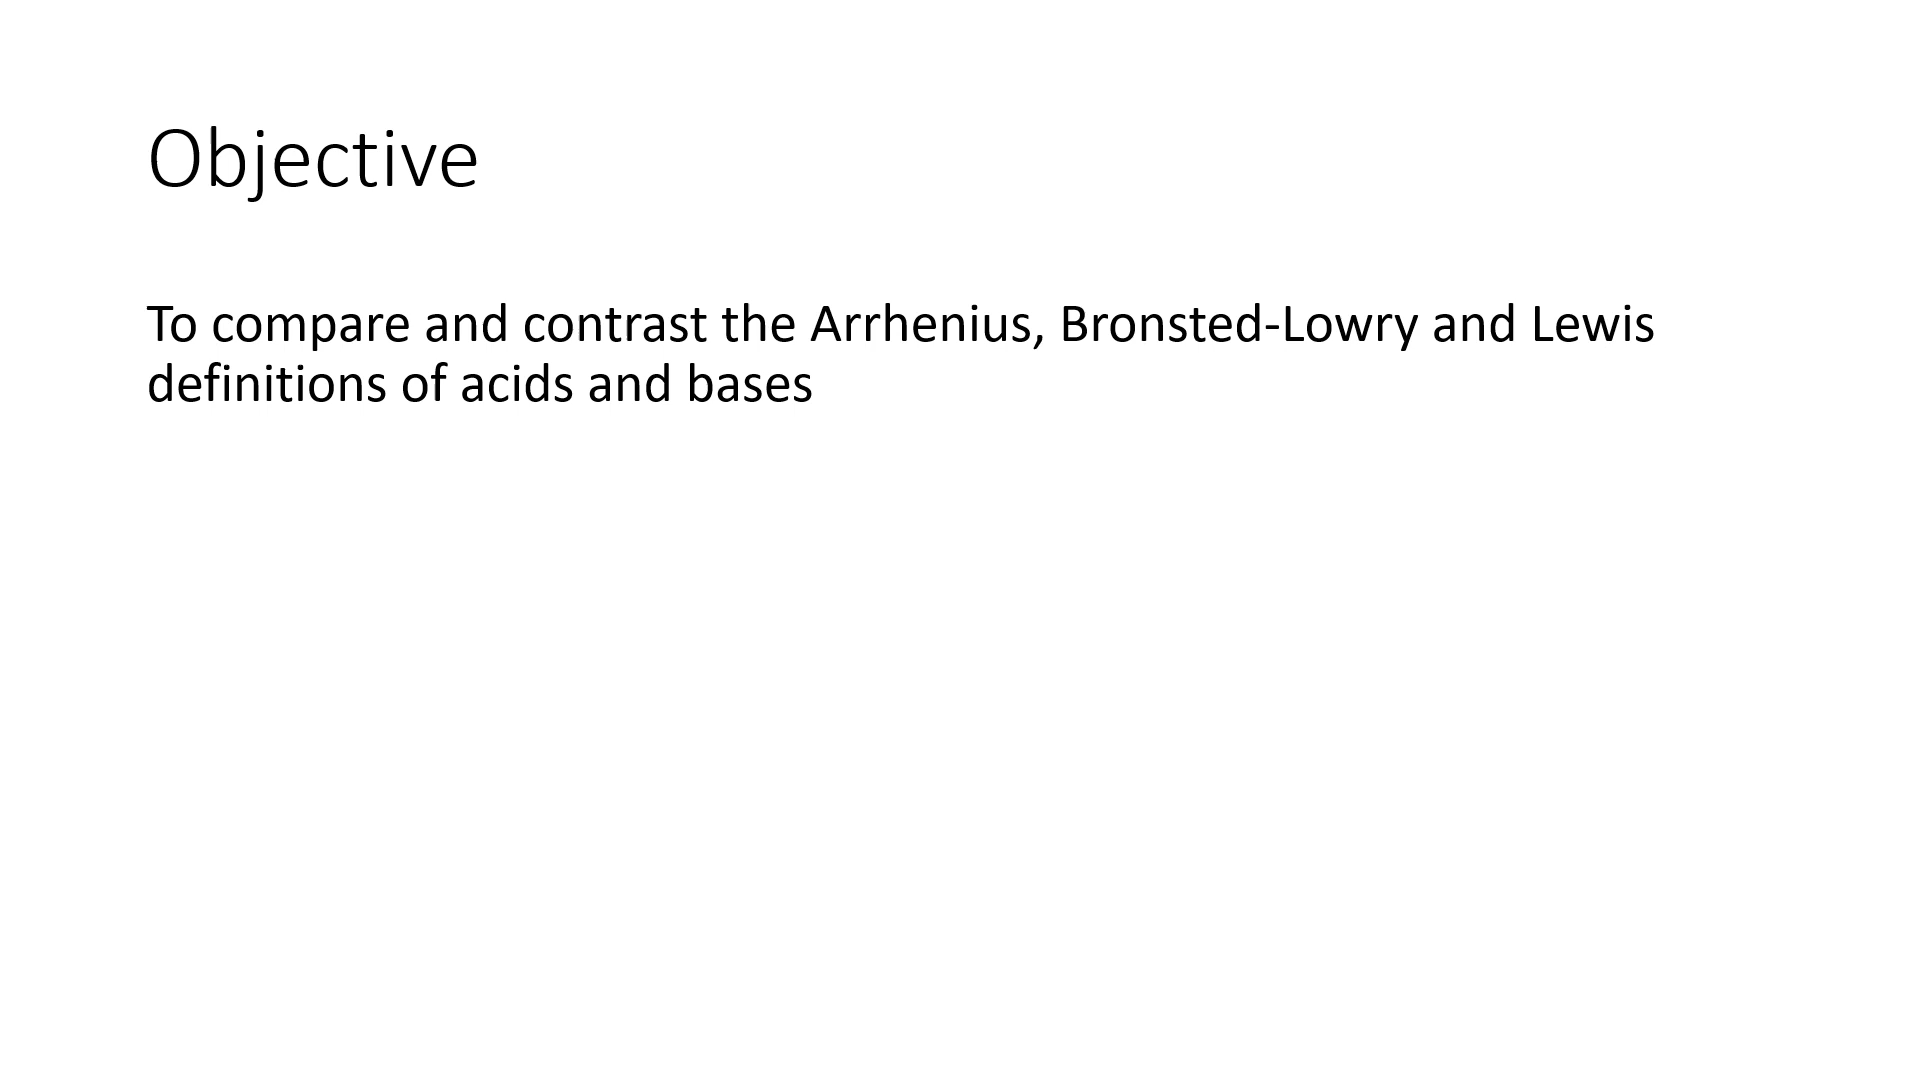 Objective
To compare and contrast the Arrhenius, Bronsted-Lowry and Lewis
definitions of acids and bases